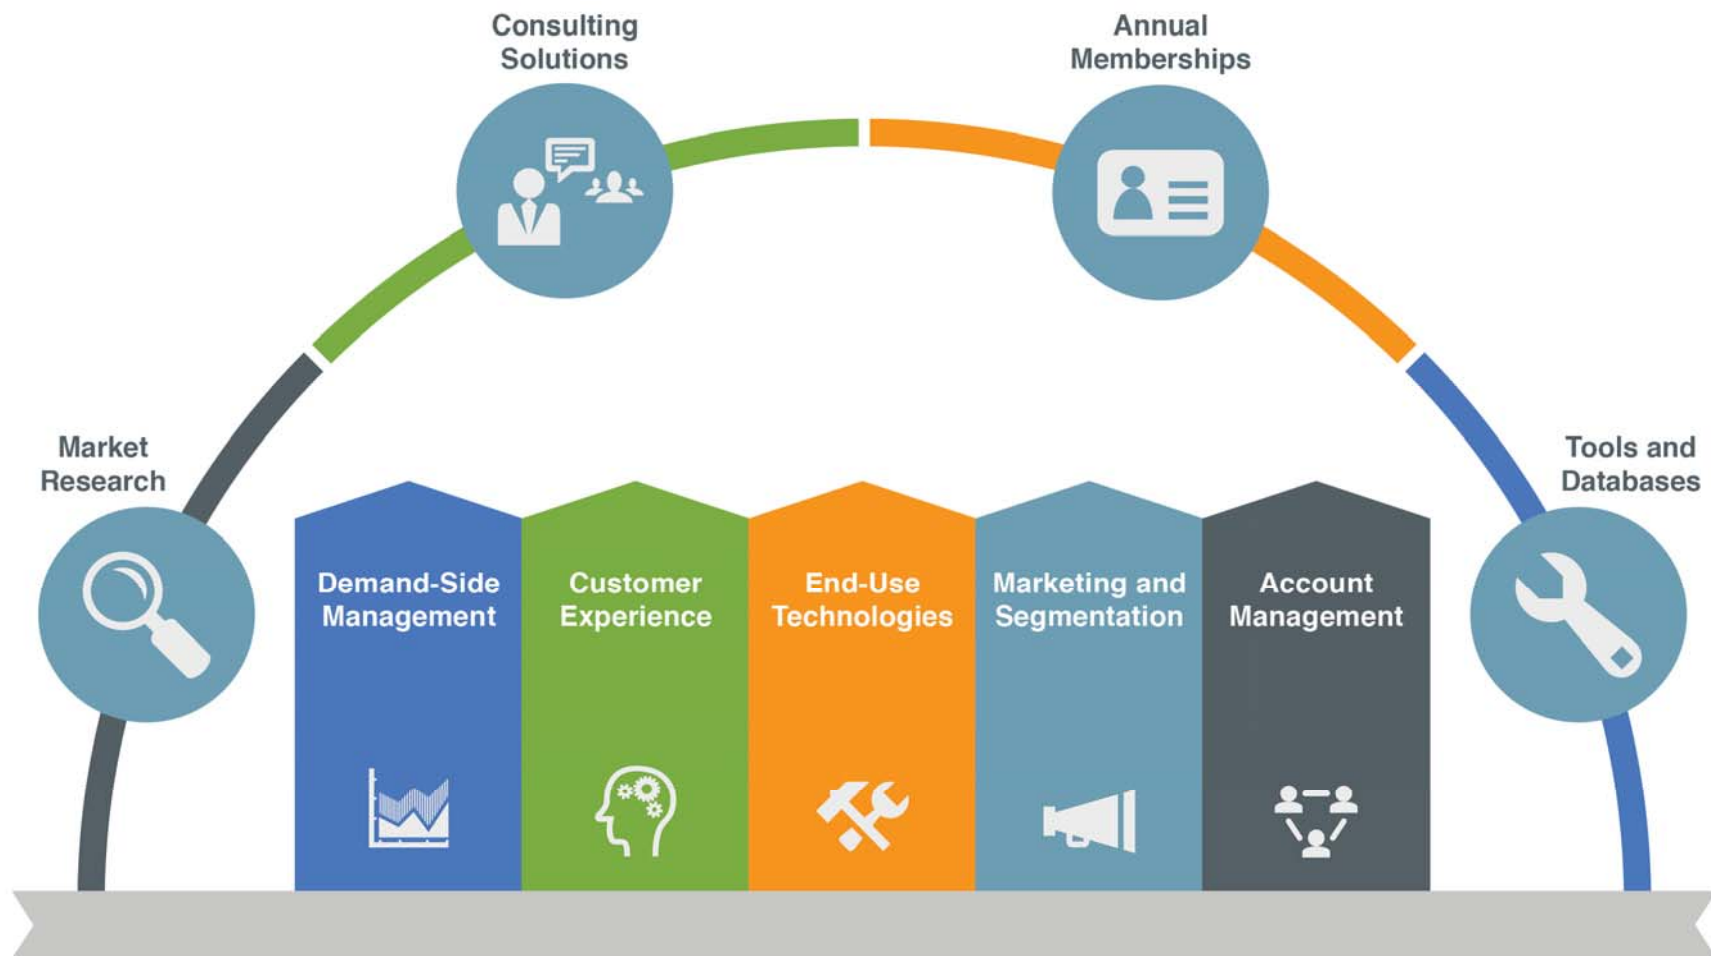 Consulting
Solutions
Annual
Memberships
Market
Research
Tools and
Databases
Demand-Side
Management
Customer
Experience
End-Use
Technologies
Marketing and
Segmentation
Account
Management